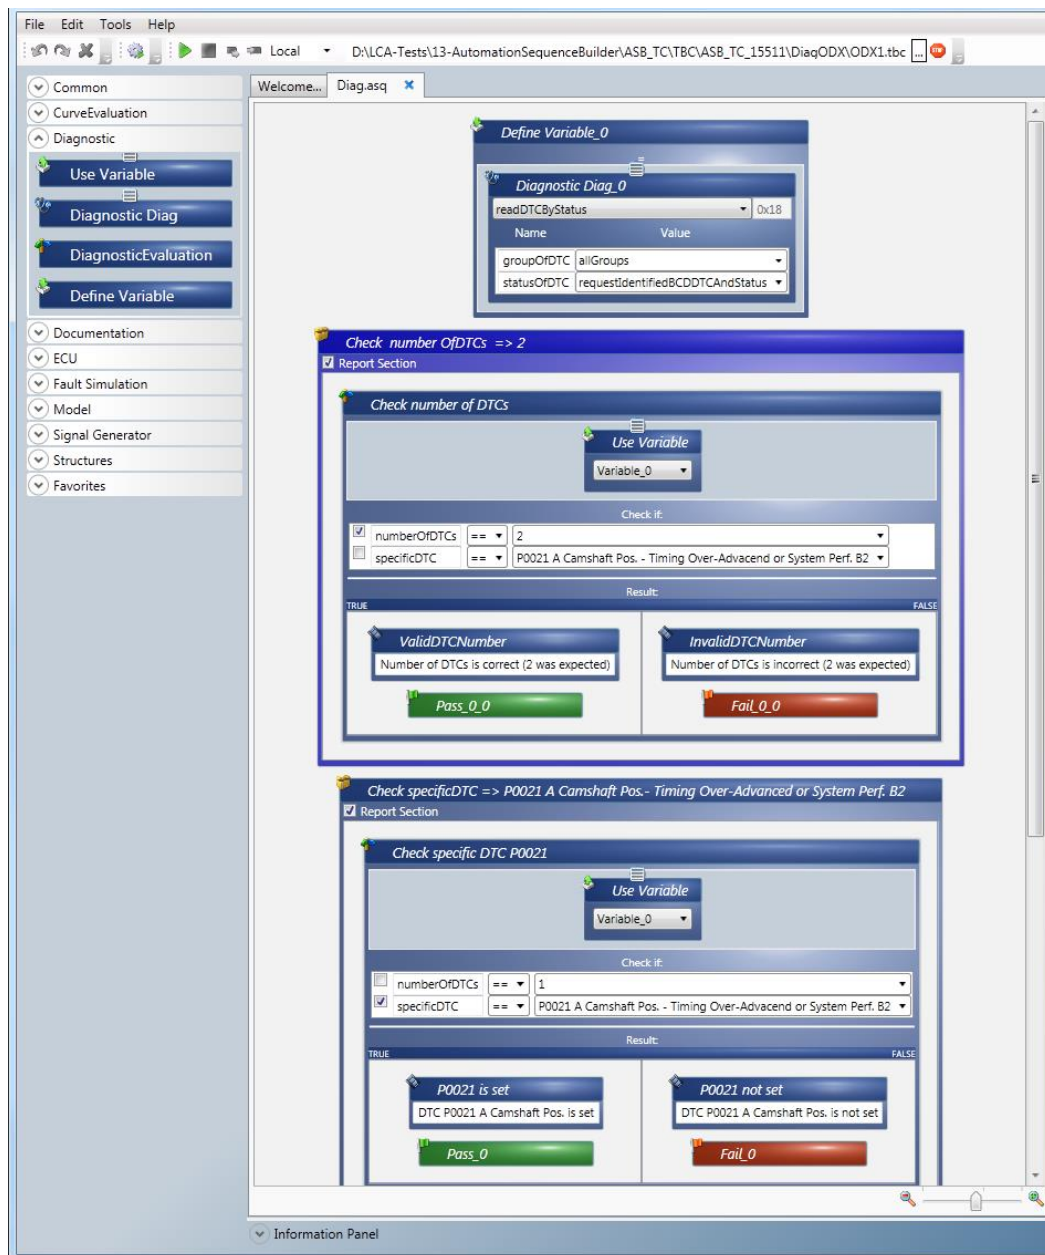 File Edit Tools Help
Local D:\LCA-Tests\13-AutomationSequenceBuilder\ASB_TC\TBC\ASB_TC_15511\DiagODX\ODX1.tbc ...
Common
CurveEvaluation
Diagnostic
Use Variable
Diagnostic Diag
DiagnosticEvaluation
Define Variable
Documentation
ECU
Fault Simulation
Model
Signal Generator
Structures
Favorites
Welcome... Diag.asq
Define Variable_0
Diagnostic Diag_0
readDTCByStatus 0x18
Name Value
groupOfDTC allGroups
statusOfDTC requestIdentifiedBCDDTCAndStatus
Check number OfDTCs => 2
Report Section
Check number of DTCs
Use Variable
Variable_0
Check if:
numberOfDTCs == 2
specificDTC == P0021 A Camshaft Pos. - Timing Over-Advacend or System Perf. B2
Result:
TRUE FALSE
ValidDTCNumber InvalidDTCNumber
Number of DTCs is correct (2 was expected) Number of DTCs is incorrect (2 was expected)
Pass_0_0 Fail_0_0
Check specificDTC => P0021 A Camshaft Pos.- Timing Over-Advanced or System Perf. B2
Report Section
Check specific DTC P0021
Use Variable
Variable_0
Check if:
numberOfDTCs == 1
specificDTC == P0021 A Camshaft Pos. - Timing Over-Advacend or System Perf. B2
Result:
TRUE FALSE
P0021 is set P0021 not set
DTC P0021 A Camshaft Pos. is set DTC P0021 A Camshaft Pos. is not set
Pass_0 Fail_0
Information Panel